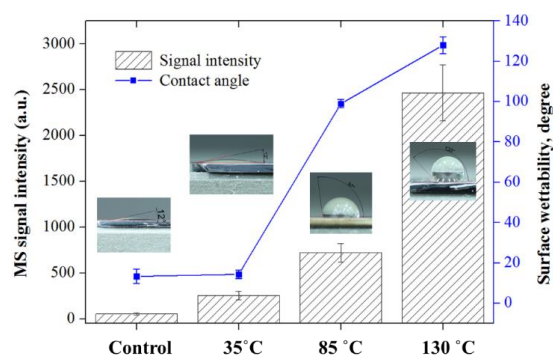 3000
2500
2000
1500
1000
500
0
MS signal intensity (a.u.)
Signal intensity
Contact angle
140
120
100
80
60
40
20
0
Surface wettability, degree
Control
35°C
85 °C
130 °C